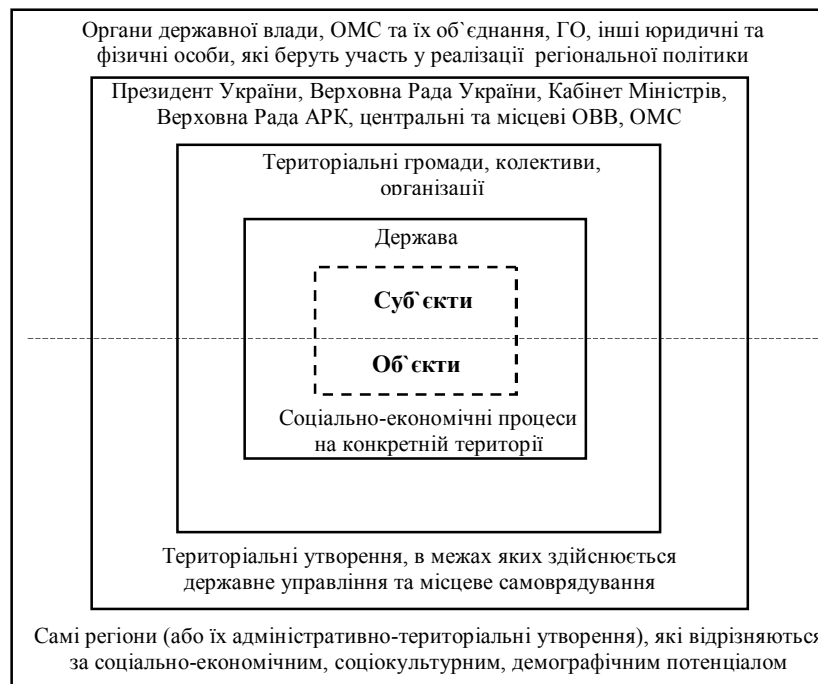 Органи державної влади, ОМС та їх об`єднання, ГО, інші юридичні та
фізичні особи, які беруть участь у реалізації регіональної політики
Президент України, Верховна Рада України, Кабінет Міністрів,
Верховна Рада АРК, центральні та місцеві ОВВ, ОМС
Територіальні громади, колективи,
організації
Держава
Суб`єкти
Об`єкти
Соціально-економічні процеси
на конкретній території
Територіальні утворення, в межах яких здійснюється
державне управління та місцеве самоврядування
Самі регіони (або їх адміністративно-територіальні утворення), які відрізняються
за соціально-економічним, соціокультурним, демографічним потенціалом